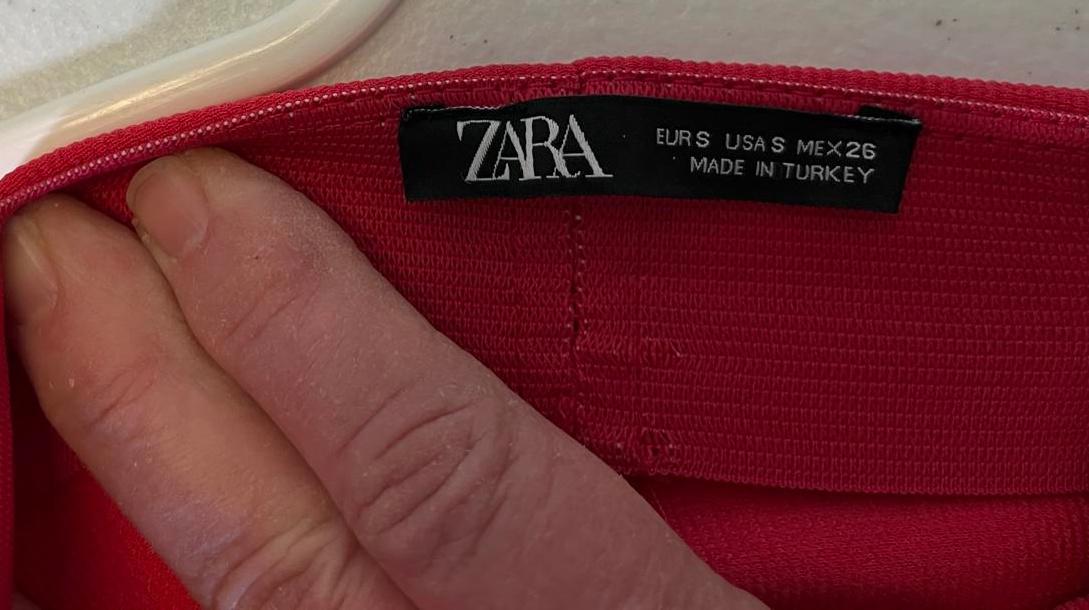 ZARA
EUR S USA S MEX 26
MADE IN TURKEY